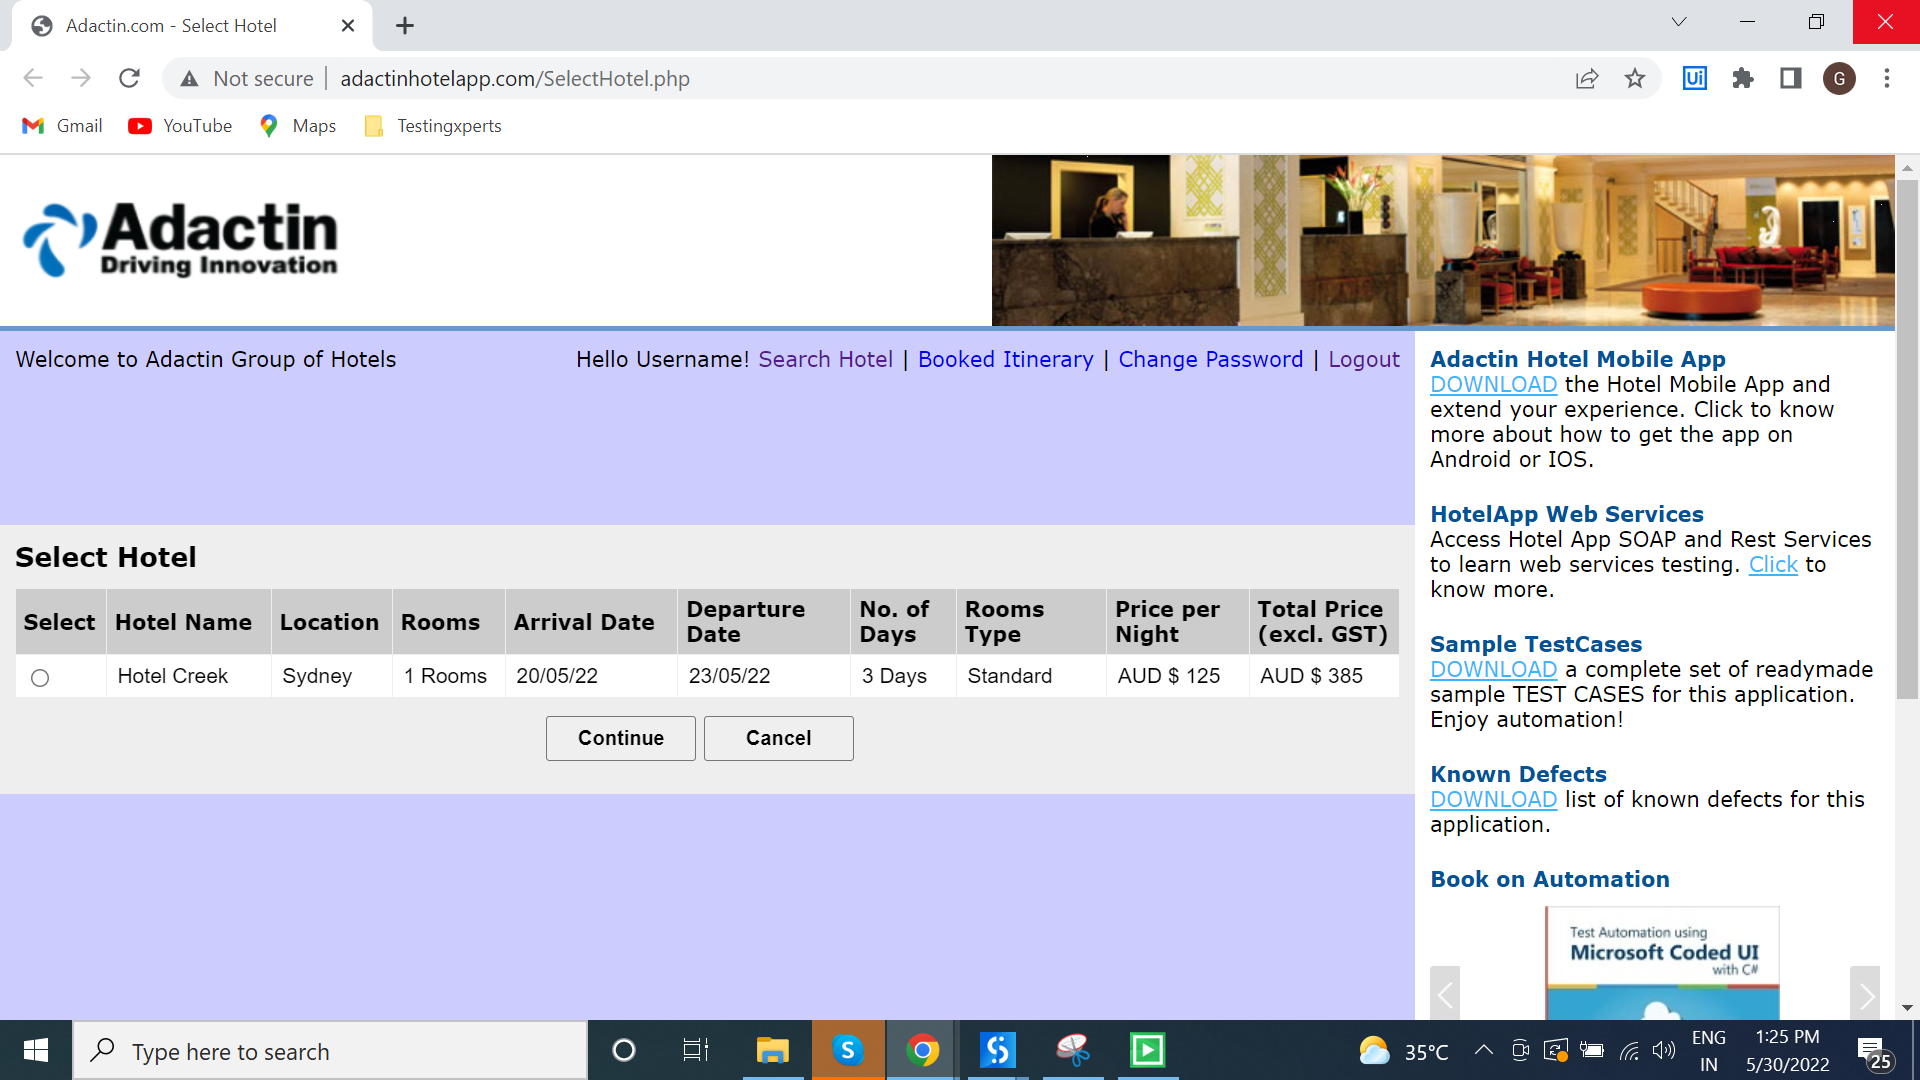 Adactin.com - Select Hotel
Not secure
adactinhotelapp.com/SelectHotel.php
Ui
G
Gmail
YouTube
Maps
Testingxperts
Adactin
Driving Innovation
Welcome to Adactin Group of Hotels
Hello Username! Search Hotel | Booked Itinerary | Change Password | Logout
Select Hotel
Select Hotel Name Location Rooms Arrival Date Departure Date No. of Days Rooms Type Price per Night Total Price (excl. GST)
Hotel Creek Sydney 1 Rooms 20/05/22 23/05/22 3 Days Standard AUD $ 125 AUD $ 385
Continue Cancel
Adactin Hotel Mobile App
DOWNLOAD the Hotel Mobile App and
extend your experience. Click to know
more about how to get the app on
Android or IOS.
HotelApp Web Services
Access Hotel App SOAP and Rest Services
to learn web services testing. Click to
know more.
Sample TestCases
DOWNLOAD a complete set of readymade
sample TEST CASES for this application.
Enjoy automation!
Known Defects
DOWNLOAD list of known defects for this
application.
Book on Automation
Test Automation using
Microsoft Coded UI
with C#
Type here to search
S
35°C
ENG
IN
1:25 PM
5/30/2022
25